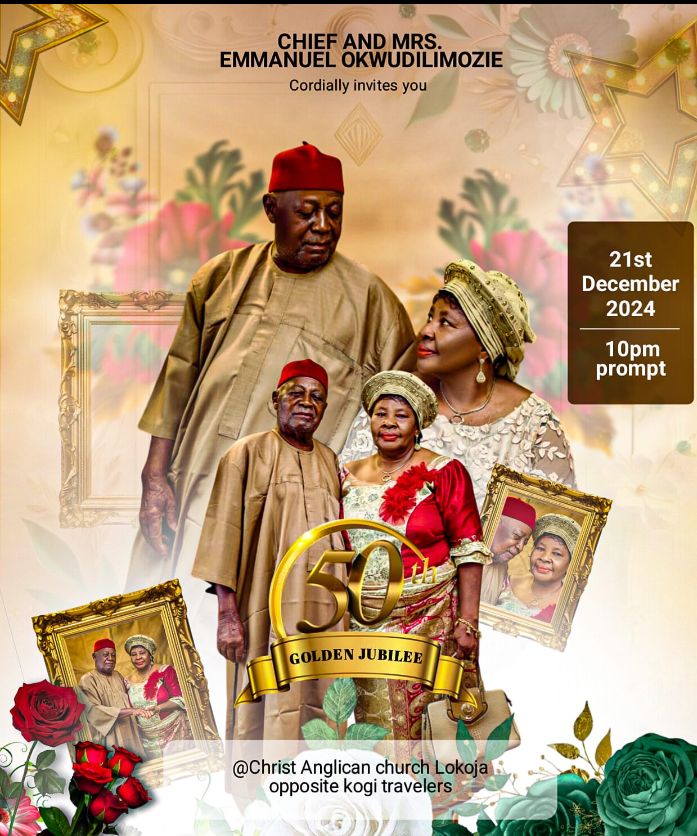 CHIEF AND MRS.
EMMANUEL OKWUDILIMOZIE
Cordially invites you
21st
December
2024
10pm
prompt
50th
GOLDEN JUBILEE
@Christ Anglican church Lokoja
opposite kogi travelers